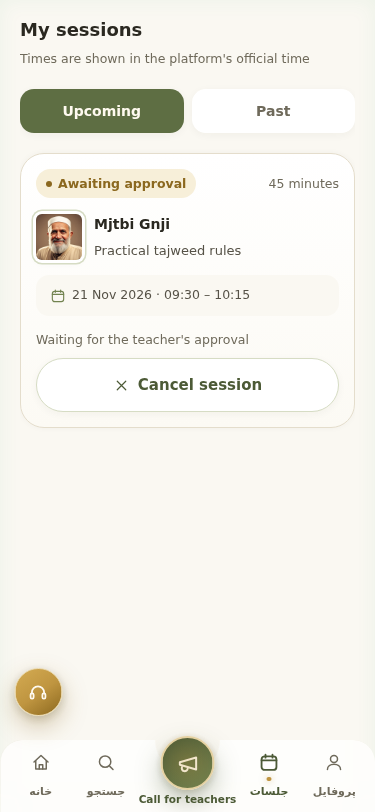 My sessions
Times are shown in the platform's official time
Upcoming
Past
Awaiting approval
45 minutes
Mjtbi Gnji
Practical tajweed rules
21 Nov 2026 · 09:30 – 10:15
Waiting for the teacher's approval
Cancel session
خانه
جستجو
Call for teachers
جلسات
پروفایل